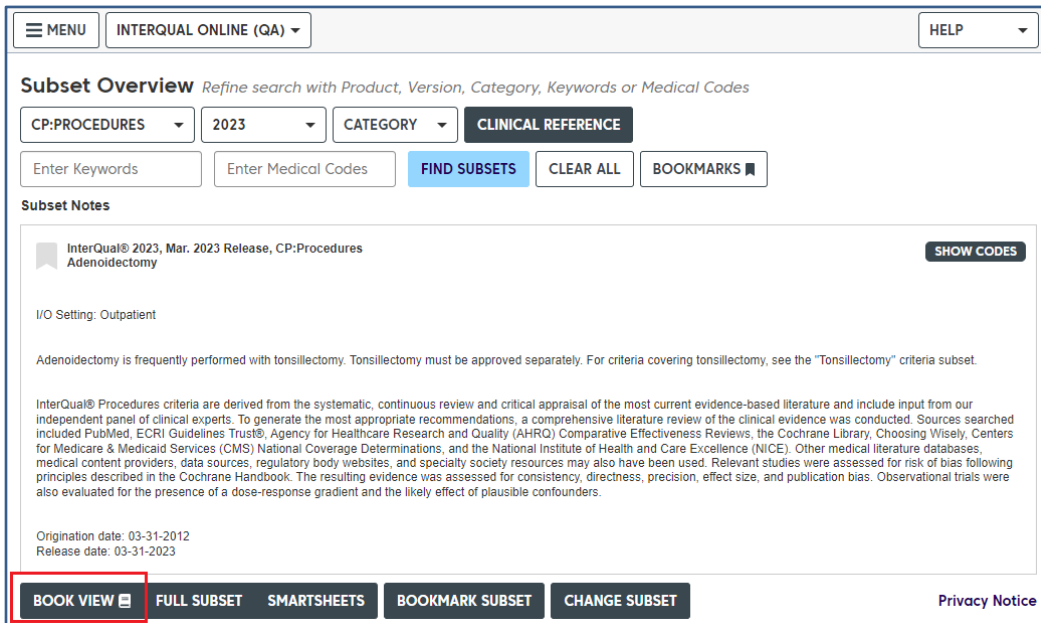 MENU INTERQUAL ONLINE (QA) HELP
Subset Overview Refine search with Product, Version, Category, Keywords or Medical Codes
CP:PROCEDURES 2023 CATEGORY CLINICAL REFERENCE
Enter Keywords Enter Medical Codes FIND SUBSETS CLEAR ALL BOOKMARKS
Subset Notes
InterQual® 2023, Mar. 2023 Release, CP:Procedures
Adenoidectomy
SHOW CODES
I/O Setting: Outpatient
Adenoidectomy is frequently performed with tonsillectomy. Tonsillectomy must be approved separately. For criteria covering tonsillectomy, see the "Tonsillectomy" criteria subset.
InterQual® Procedures criteria are derived from the systematic, continuous review and critical appraisal of the most current evidence-based literature and include input from our
independent panel of clinical experts. To generate the most appropriate recommendations, a comprehensive literature review of the clinical evidence was conducted. Sources searched
included PubMed, ECRI Guidelines Trust®, Agency for Healthcare Research and Quality (AHRQ) Comparative Effectiveness Reviews, the Cochrane Library, Choosing Wisely, Centers
for Medicare & Medicaid Services (CMS) National Coverage Determinations, and the National Institute of Health and Care Excellence (NICE). Other medical literature databases,
medical content providers, data sources, regulatory body websites, and specialty society resources may also have been used. Relevant studies were assessed for risk of bias following
principles described in the Cochrane Handbook. The resulting evidence was assessed for consistency, directness, precision, effect size, and publication bias. Observational trials were
also evaluated for the presence of a dose-response gradient and the likely effect of plausible confounders.
Origination date: 03-31-2012
Release date: 03-31-2023
BOOK VIEW FULL SUBSET SMARTSHEETS BOOKMARK SUBSET CHANGE SUBSET Privacy Notice